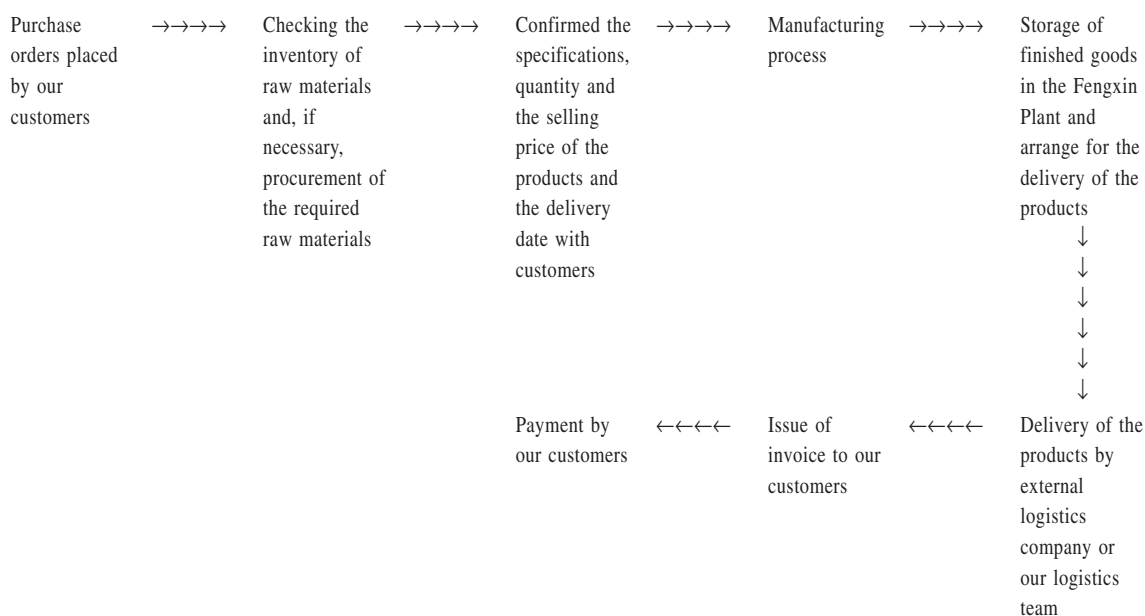 Purchase
orders placed
by our
customers
→→→→
Checking the
inventory of
raw materials
and, if
necessary,
procurement of
the required
raw materials
→→→→
Confirmed the
specifications,
quantity and
the selling
price of the
products and
the delivery
date with
customers
→→→→
Manufacturing
process
→→→→
Storage of
finished goods
in the Fengxin
Plant and
arrange for the
delivery of the
products
↓
↓
↓
↓
↓
↓
Delivery of the
products by
external
logistics
company or
our logistics
team
←←←←
Issue of
invoice to our
customers
←←←←
Payment by
our customers